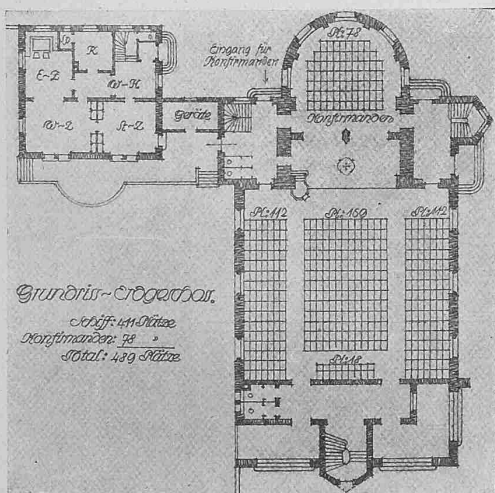 Sp.
K.
E-Z
W-H
W-Z
St-Z
Geräte
Eingang für
Konfirmanden
Pl: 78
Konfirmanden
Pl: 112
Pl: 169
Pl: 112
Pl: 18
Grundriss ~ Erdgeschoss.
Schiff: 411 Plätze
Konfirmanden: 78 "
Total: 489 Plätze